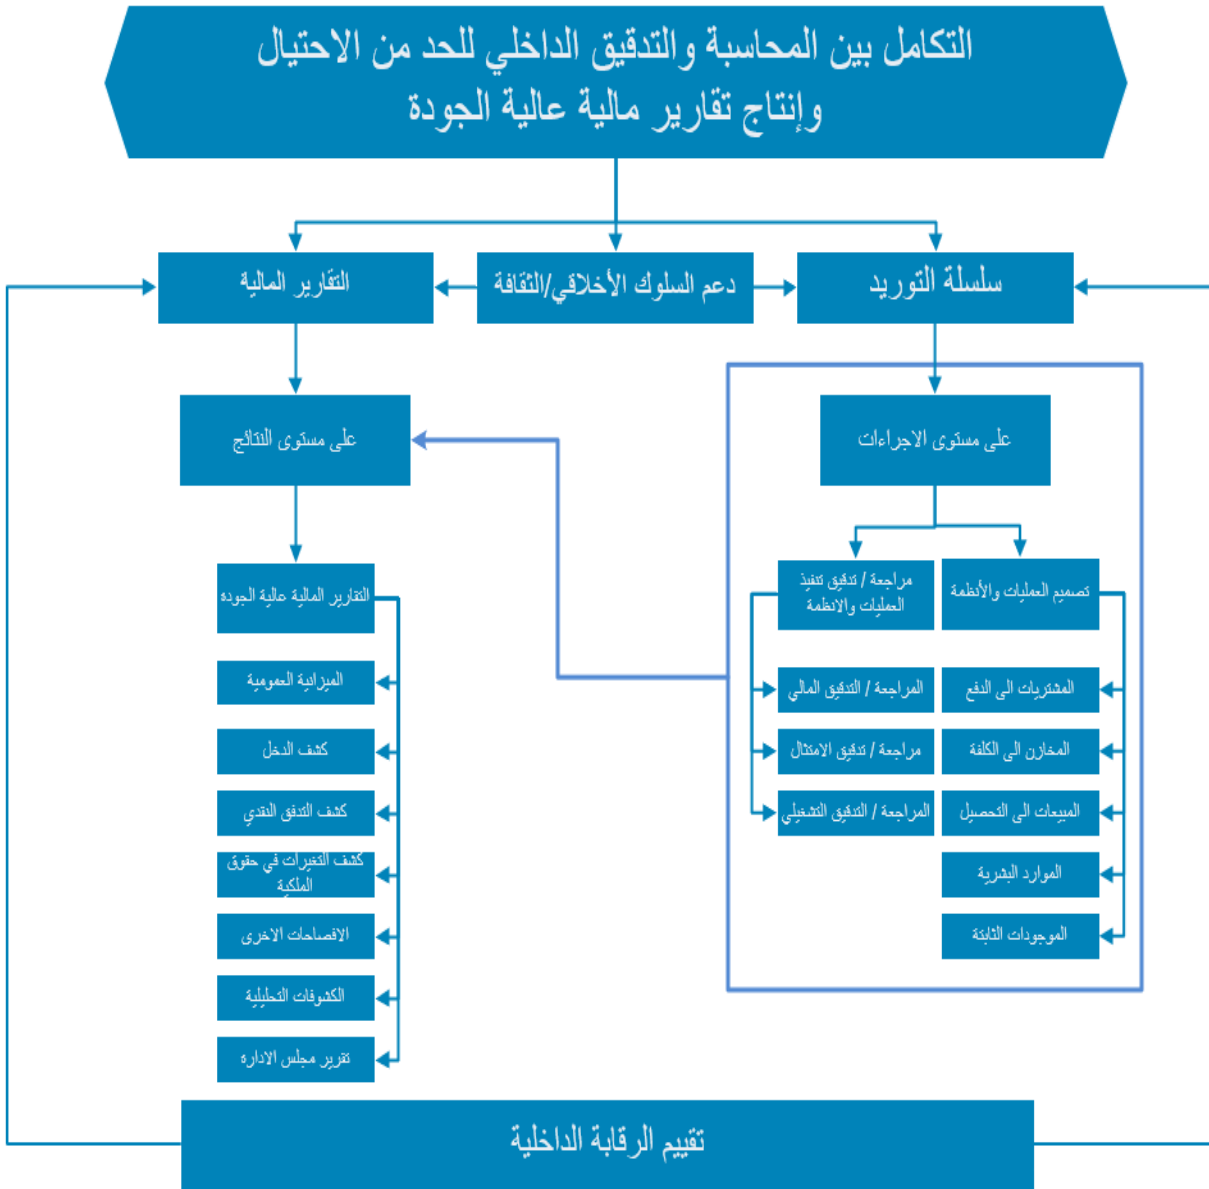 التكامل بين المحاسبة والتدقيق الداخلي للحد من الاحتيال
وإنتاج تقارير مالية عالية الجودة
سلسلة التوريد
دعم السلوك الأخلاقي/الثقافة
التقارير المالية
على مستوى الاجراءات
على مستوى النتائج
تصميم العمليات والأنظمة
المشتريات الى الدفع
المخازن الى الكلفة
المبيعات الى التحصيل
الموارد البشرية
الموجودات الثابتة
مراجعة / تدقيق تنفيذ
العمليات والانظمة
المراجعة / التدقيق المالي
مراجعة / تدقيق الامتثال
المراجعة / التدقيق التشغيلي
التقارير المالية عالية الجودة
الميزانية العمومية
كشف الدخل
كشف التدفق النقدي
كشف التغيرات في حقوق
الملكية
الافصاحات الاخرى
الكشوفات التحليلية
تقرير مجلس الادارة
تقييم الرقابة الداخلية